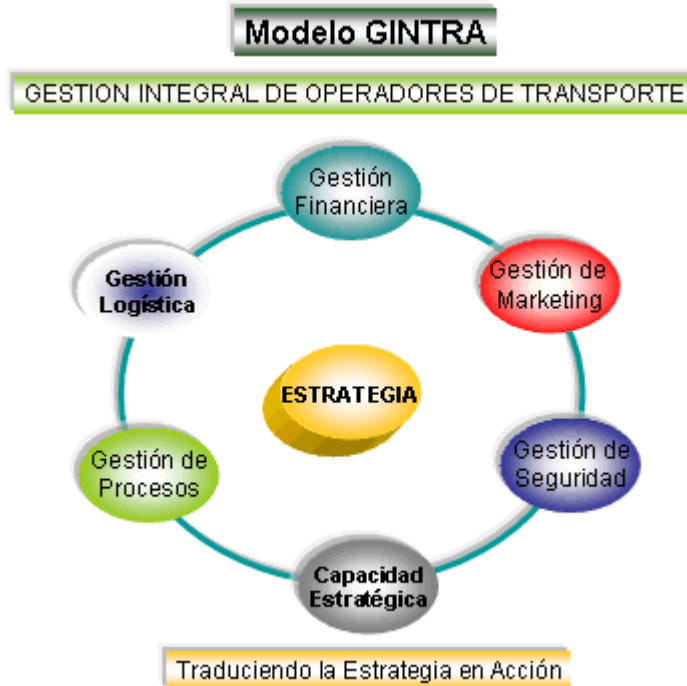 Modelo GINTRA
GESTION INTEGRAL DE OPERADORES DE TRANSPORTE
Gestión
Financiera
Gestión de
Marketing
Gestión
Logística
ESTRATEGIA
Gestión de
Seguridad
Gestión de
Procesos
Capacidad
Estratégica
Traduciendo la Estrategia en Acción